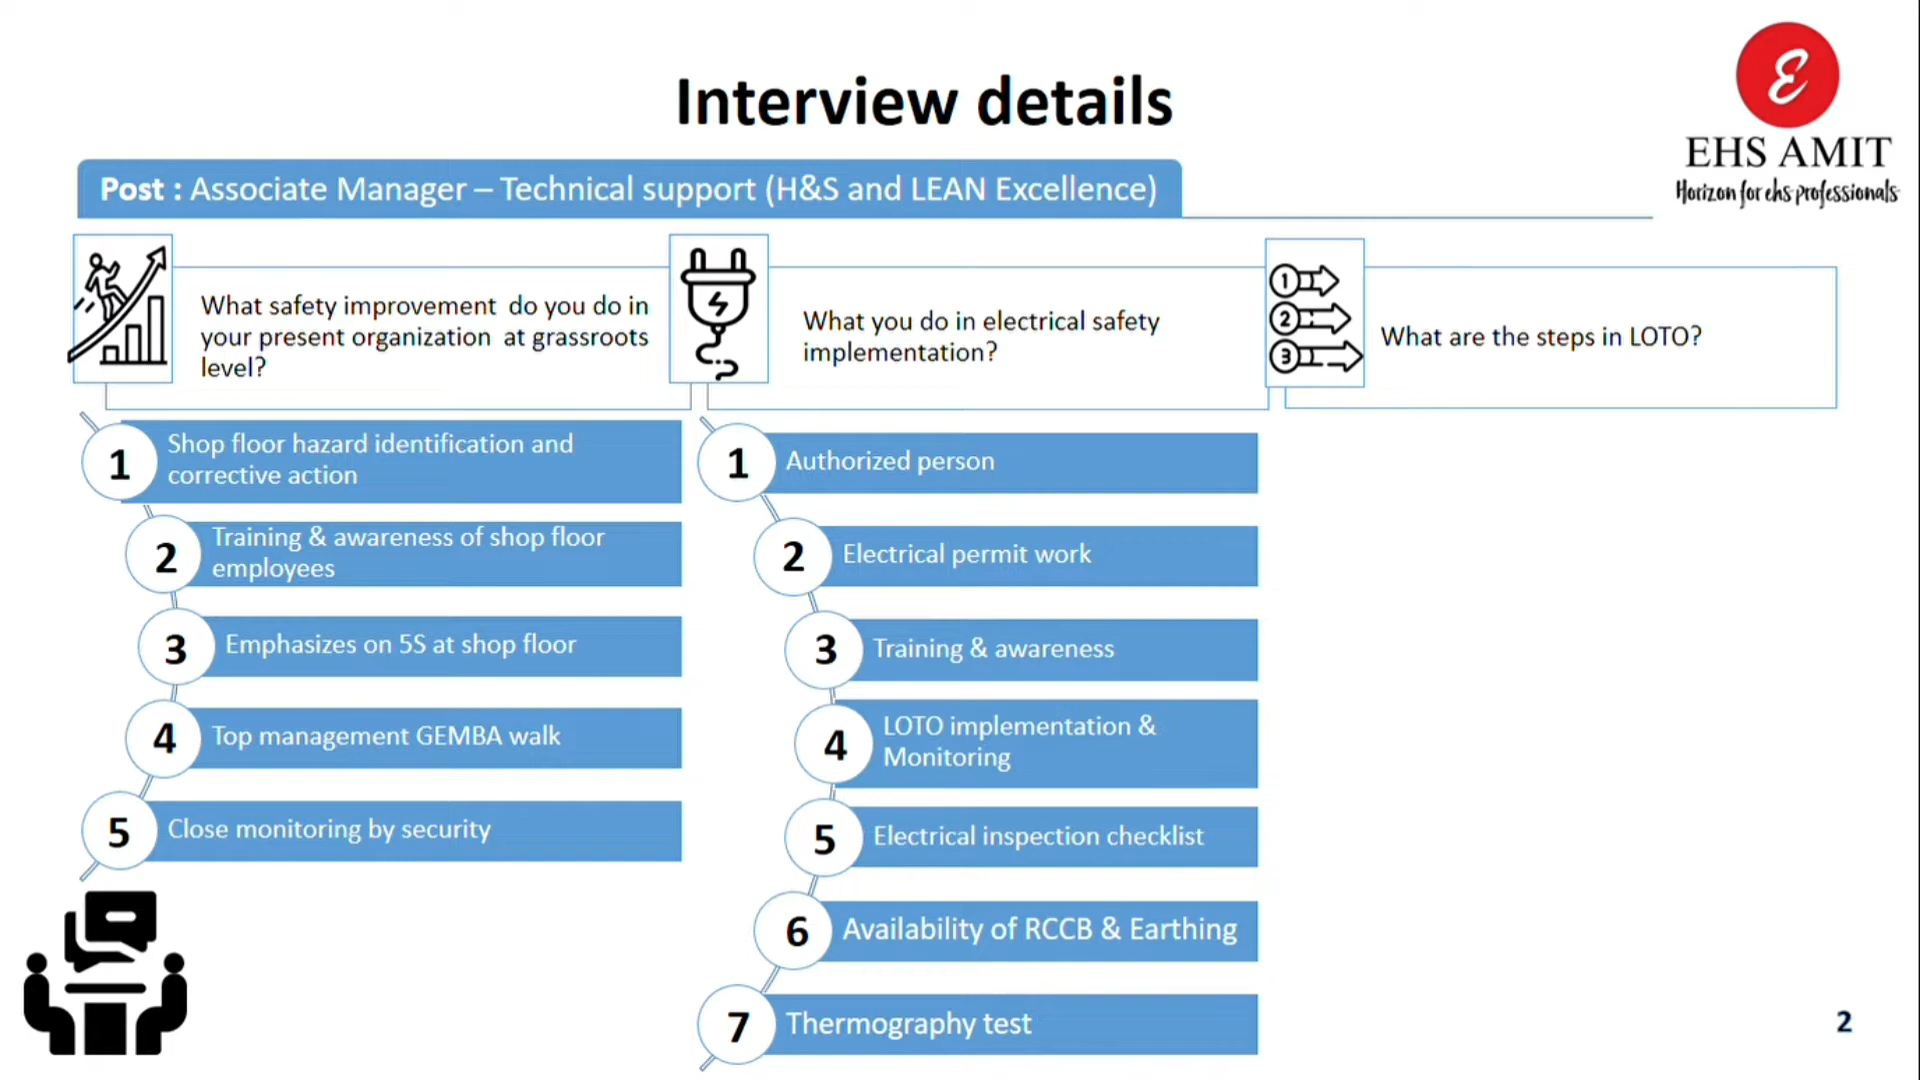 Interview details
EHS AMIT
Horizon for ehs professionals
Post : Associate Manager – Technical support (H&S and LEAN Excellence)
What safety improvement do you do in
your present organization at grassroots
level?
1
Shop floor hazard identification and
corrective action
2
Training & awareness of shop floor
employees
3
Emphasizes on 5S at shop floor
4
Top management GEMBA walk
5
Close monitoring by security
What you do in electrical safety
implementation?
1
Authorized person
2
Electrical permit work
3
Training & awareness
4
LOTO implementation &
Monitoring
5
Electrical inspection checklist
6
Availability of RCCB & Earthing
7
Thermography test
1
2
3
What are the steps in LOTO?
2